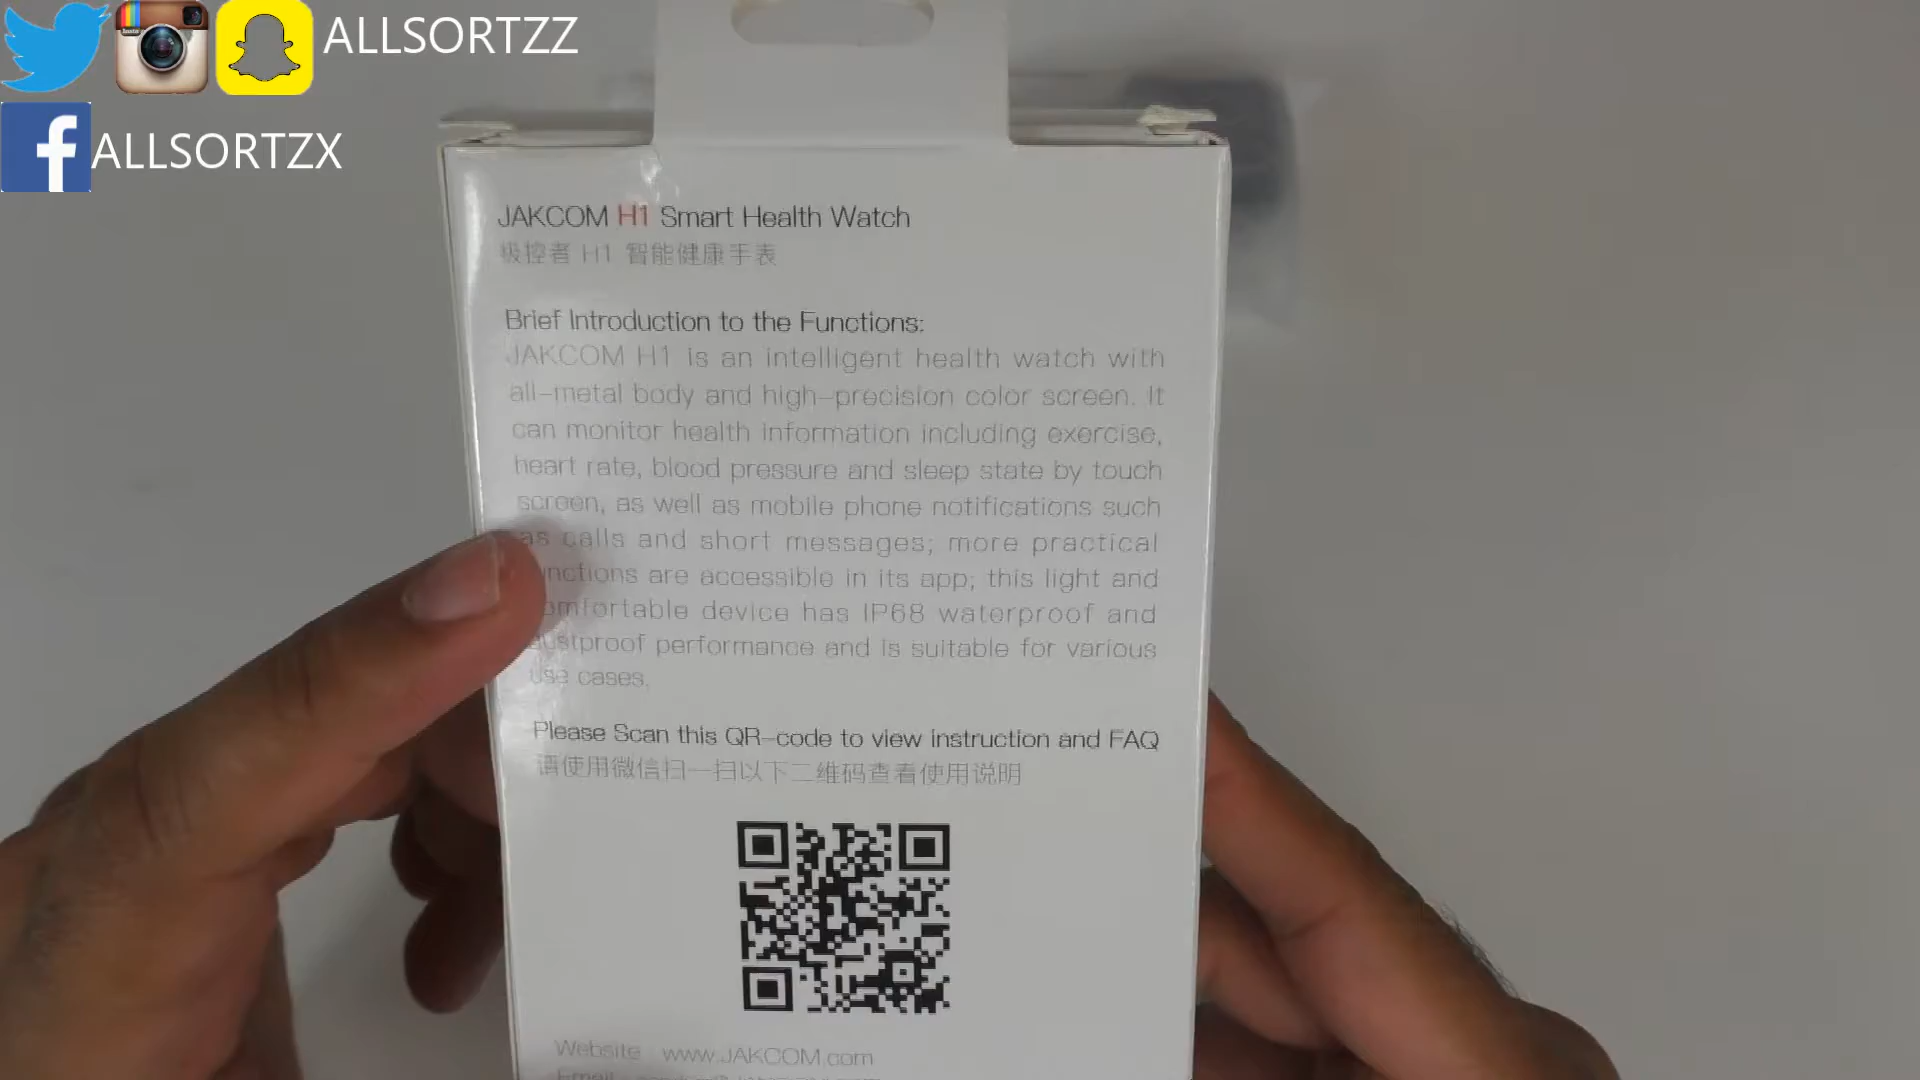 ALLSORTZZ
ALLSORTZX
JAKCOM H1 Smart Health Watch
级控者 H1 智能健康手表
Brief Introduction to the Functions:
JAKCOM H1 is an intelligent health watch with
all-metal body and high-precision color screen. It
can monitor health information including exercise,
heart rate, blood pressure and sleep state by touch
screen, as well as mobile phone notifications such
as calls and short messages; more practical
nctions are accessible in its app; this light and
omfortable device has IP68 waterproof and
ustproof performance and is suitable for various
use cases.
Please Scan this QR-code to view instruction and FAQ
请使用微信扫一扫以下二维码查看使用说明
Website : www.JAKCOM.com